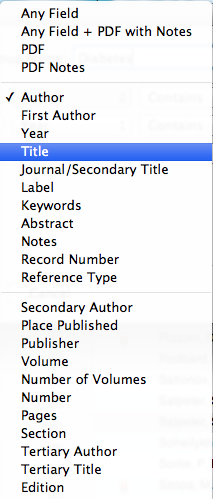 Any Field
Any Field + PDF with Notes
PDF
PDF Notes
✓ Author
First Author
Year
Title
Journal/Secondary Title
Label
Keywords
Abstract
Notes
Record Number
Reference Type
Secondary Author
Place Published
Publisher
Volume
Number of Volumes
Number
Pages
Section
Tertiary Author
Tertiary Title
Edition